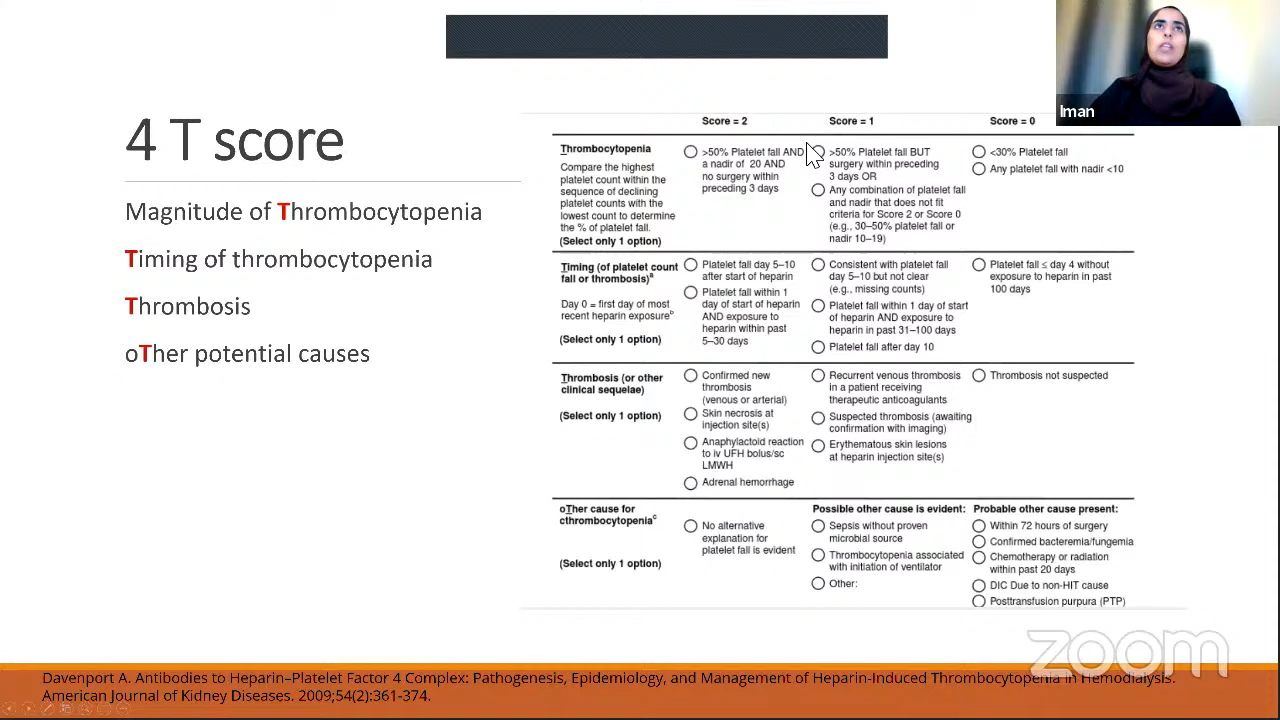 Iman
4 T score
Magnitude of Thrombocytopenia
Timing of thrombocytopenia
Thrombosis
oTher potential causes
Score = 2
Score = 1
Score = 0
Thrombocytopenia
Compare the highest
platelet count within the
sequence of declining
platelet counts with the
lowest count to determine
the % of platelet fall.
(Select only 1 option)
>50% Platelet fall AND
a nadir of 20 AND
no surgery within
preceding 3 days
>50% Platelet fall BUT
surgery within preceding
3 days OR
Any combination of platelet fall
and nadir that does not fit
criteria for Score 2 or Score 0
(e.g., 30–50% platelet fall or
nadir 10–19)
<30% Platelet fall
Any platelet fall with nadir <10
Timing (of platelet count
fall or thrombosis)a
Day 0 = first day of most
recent heparin exposureb
(Select only 1 option)
Platelet fall day 5–10
after start of heparin
Platelet fall within 1
day of start of heparin
AND exposure to
heparin within past
5–30 days
Consistent with platelet fall
day 5–10 but not clear
(e.g., missing counts)
Platelet fall within 1 day of start
of heparin AND exposure to
heparin in past 31–100 days
Platelet fall after day 10
Platelet fall ≤ day 4 without
exposure to heparin in past
100 days
Thrombosis (or other
clinical sequelae)
(Select only 1 option)
Confirmed new
thrombosis
(venous or arterial)
Skin necrosis at
injection site(s)
Anaphylactoid reaction
to iv UFH bolus/sc
LMWH
Adrenal hemorrhage
Recurrent venous thrombosis
in a patient receiving
therapeutic anticoagulants
Suspected thrombosis (awaiting
confirmation with imaging)
Erythematous skin lesions
at heparin injection site(s)
Thrombosis not suspected
oTher cause for
cthrombocytopeniac
(Select only 1 option)
No alternative
explanation for
platelet fall is evident
Possible other cause is evident:
Sepsis without proven
microbial source
Thrombocytopenia associated
with initiation of ventilator
Other:
Probable other cause present:
Within 72 hours of surgery
Confirmed bacteremia/fungemia
Chemotherapy or radiation
within past 20 days
DIC Due to non-HIT cause
Posttransfusion purpura (PTP)
zoom
Davenport A. Antibodies to Heparin–Platelet Factor 4 Complex: Pathogenesis, Epidemiology, and Management of Heparin-Induced Thrombocytopenia in Hemodialysis.
American Journal of Kidney Diseases. 2009;54(2):361-374.